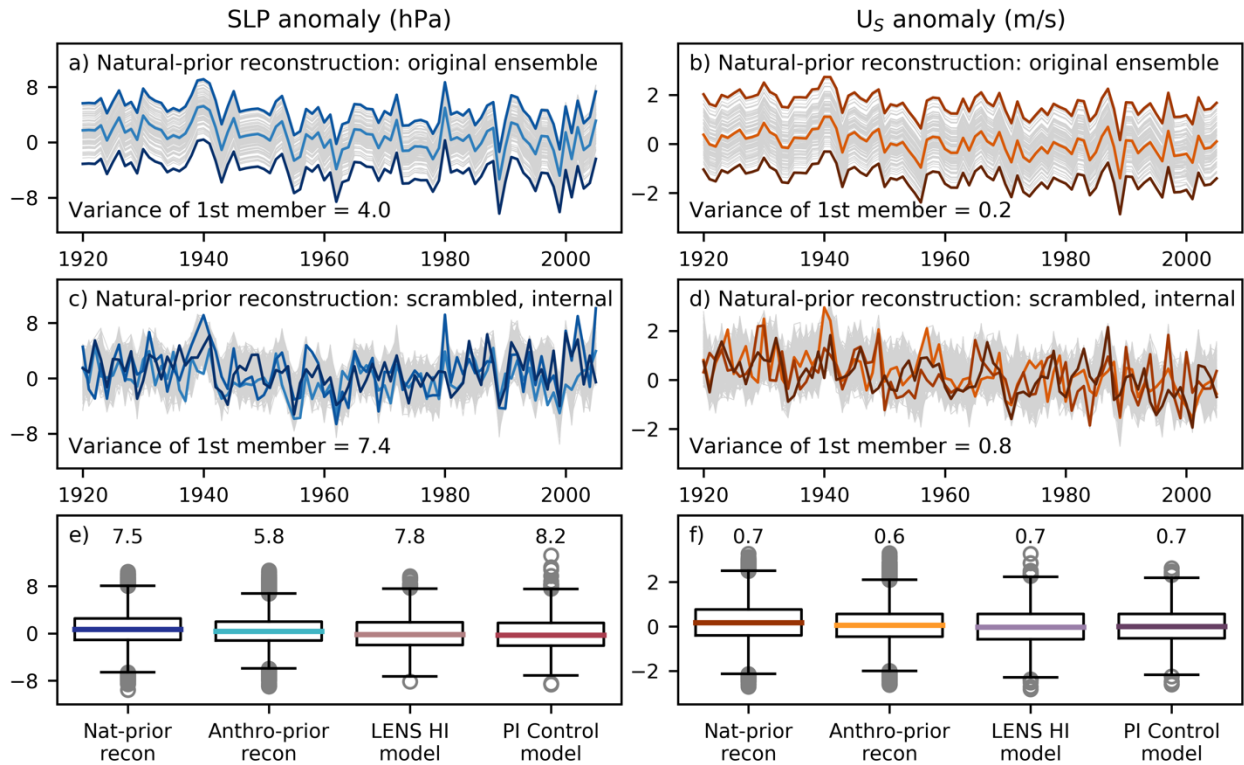 SLP anomaly (hPa)
U_S anomaly (m/s)
a) Natural-prior reconstruction: original ensemble
8
0
−8
Variance of 1st member = 4.0
1920 1940 1960 1980 2000
b) Natural-prior reconstruction: original ensemble
2
0
−2
Variance of 1st member = 0.2
1920 1940 1960 1980 2000
c) Natural-prior reconstruction: scrambled, internal
8
0
−8
Variance of 1st member = 7.4
1920 1940 1960 1980 2000
d) Natural-prior reconstruction: scrambled, internal
2
0
−2
Variance of 1st member = 0.8
1920 1940 1960 1980 2000
e) 7.5 5.8 7.8 8.2
8
0
−8
Nat-prior Anthro-prior LENS HI PI Control
recon recon model model
f) 0.7 0.6 0.7 0.7
2
0
−2
Nat-prior Anthro-prior LENS HI PI Control
recon recon model model